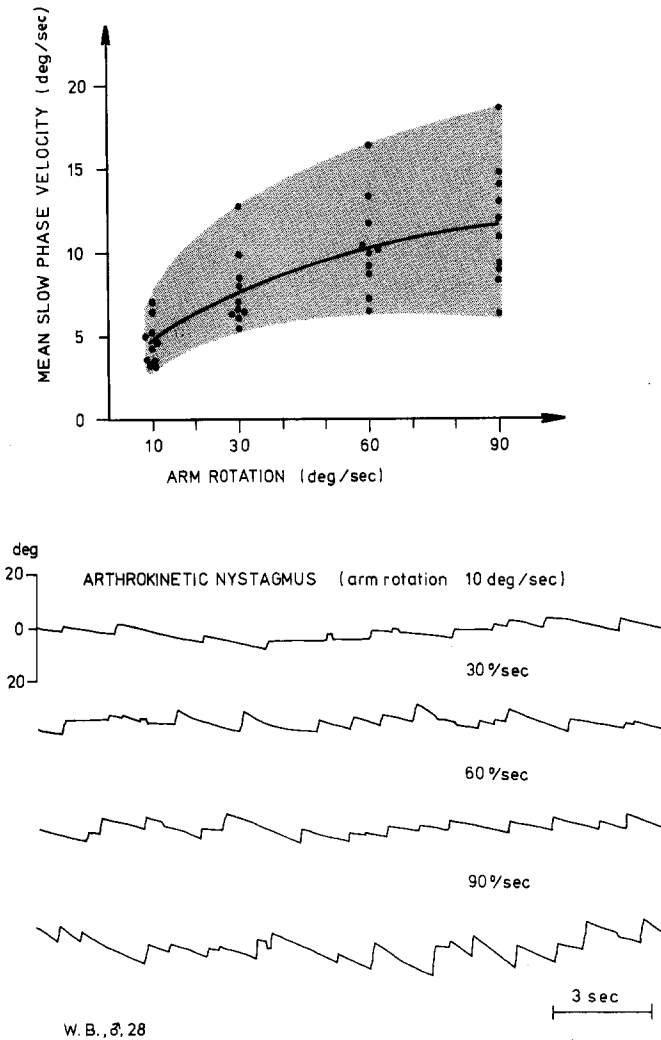 MEAN SLOW PHASE VELOCITY (deg/sec)
20
15
10
5
0
10 30 60 90
ARM ROTATION (deg/sec)
deg
20
0
20
ARTHROKINETIC NYSTAGMUS (arm rotation 10 deg/sec)
30°/sec
60°/sec
90°/sec
3 sec
W. B., ♂, 28